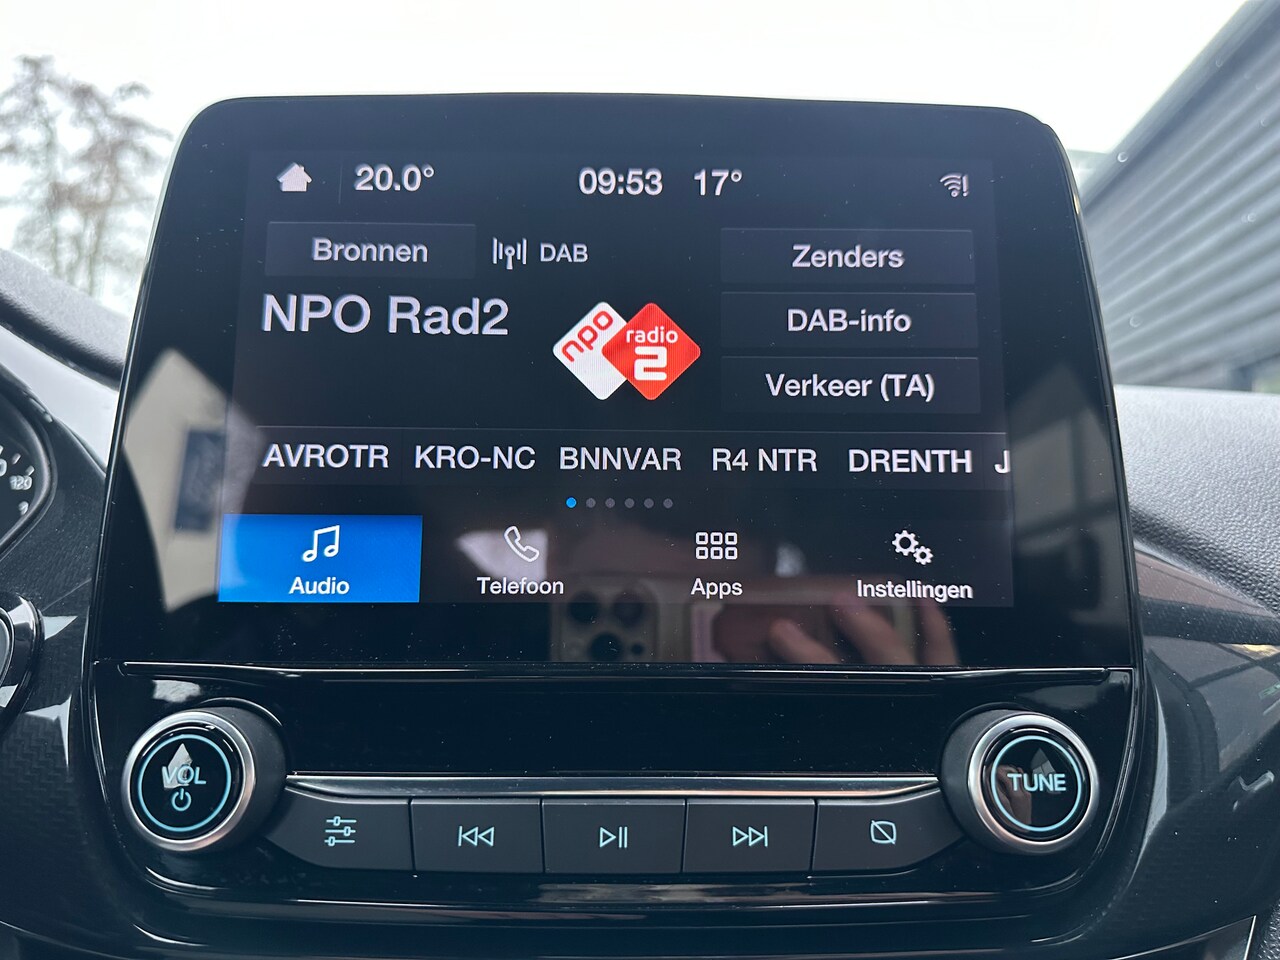 20.0° 09:53 17°
Bronnen DAB Zenders
NPO Rad2
npo radio 2
DAB-info
Verkeer (TA)
AVROTR KRO-NC BNNVAR R4 NTR DRENTH J
Audio Telefoon Apps Instellingen
VOL TUNE
120